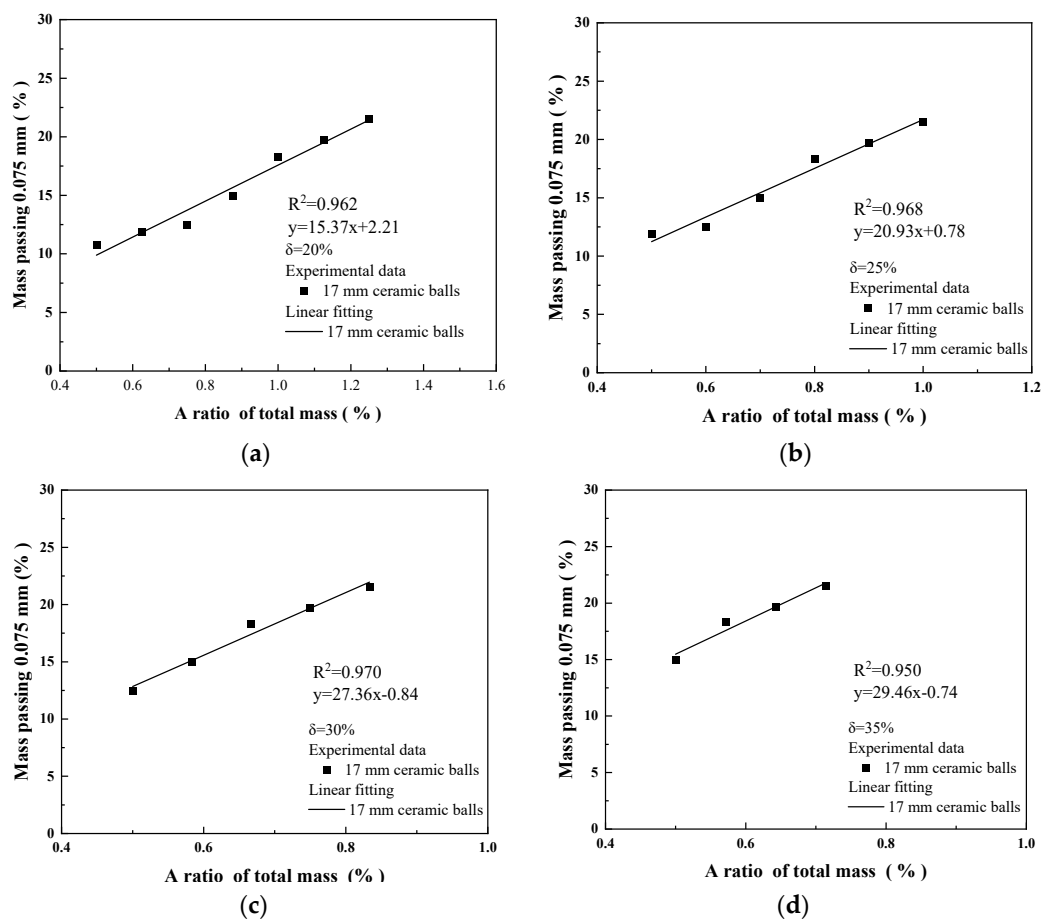 30
25
20
15
10
5
0
Mass passing 0.075 mm ( % )
R²=0.962
y=15.37x+2.21
δ=20%
Experimental data
17 mm ceramic balls
Linear fitting
17 mm ceramic balls
0.4 0.6 0.8 1.0 1.2 1.4 1.6
A ratio of total mass ( % )
(a)
30
25
20
15
10
5
0
Mass passing 0.075 mm ( % )
R²=0.968
y=20.93x+0.78
δ=25%
Experimental data
17 mm ceramic balls
Linear fitting
17 mm ceramic balls
0.4 0.6 0.8 1.0 1.2
A ratio of total mass ( % )
(b)
30
25
20
15
10
5
0
Mass passing 0.075 mm (% )
R²=0.970
y=27.36x-0.84
δ=30%
Experimental data
17 mm ceramic balls
Linear fitting
17 mm ceramic balls
0.4 0.6 0.8 1.0
A ratio of total mass (%)
(c)
30
25
20
15
10
5
0
Mass passing 0.075 mm ( % )
R²=0.950
y=29.46x-0.74
δ=35%
Experimental data
17 mm ceramic balls
Linear fitting
17 mm ceramic balls
0.4 0.5 0.6 0.7 0.8 0.9 1.0
A ratio of total mass ( % )
(d)